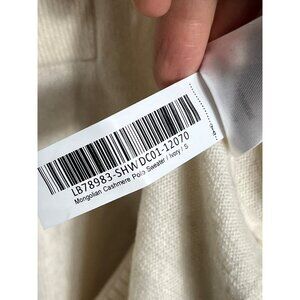 LB78983-SHW DC01-12070
Mongolian Cashmere Polo Sweater / Ivory / S